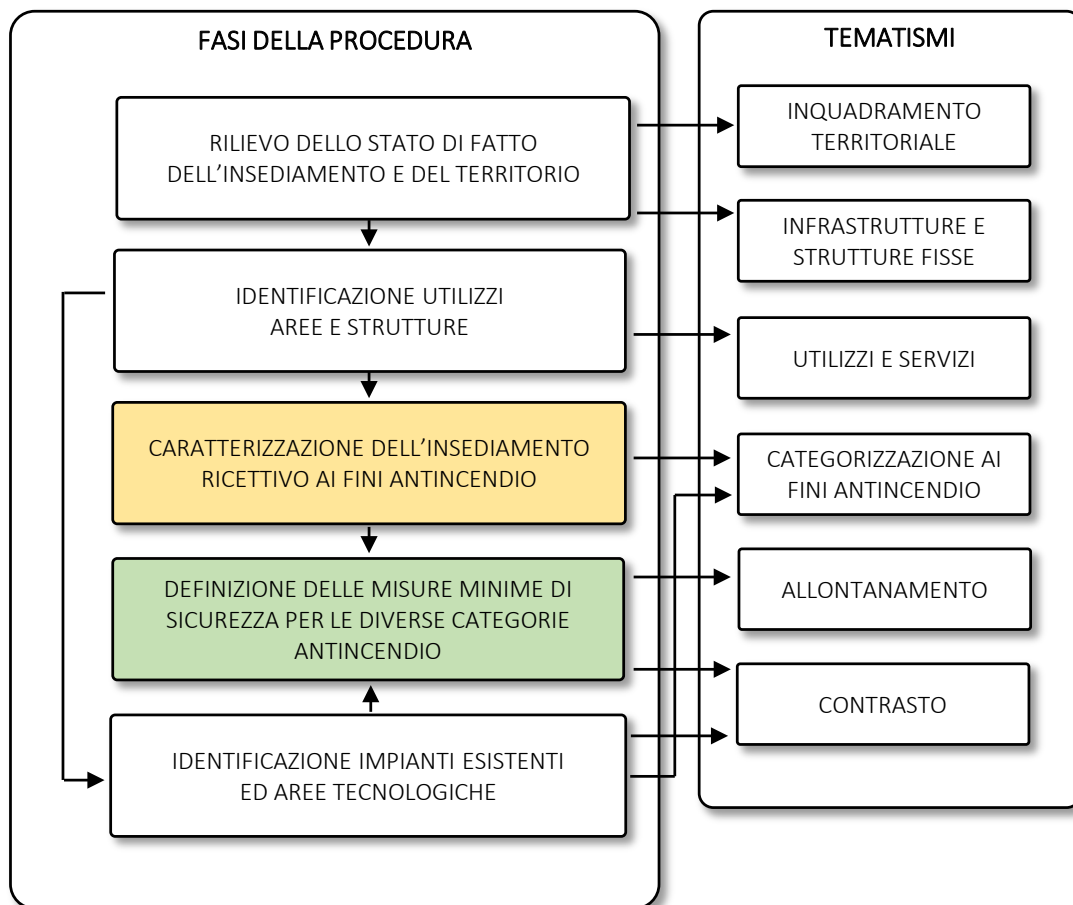 FASI DELLA PROCEDURA
RILIEVO DELLO STATO DI FATTO
DELL’INSEDIAMENTO E DEL TERRITORIO
IDENTIFICAZIONE UTILIZZI
AREE E STRUTTURE
CARATTERIZZAZIONE DELL’INSEDIAMENTO
RICETTIVO AI FINI ANTINCENDIO
DEFINIZIONE DELLE MISURE MINIME DI
SICUREZZA PER LE DIVERSE CATEGORIE
ANTINCENDIO
IDENTIFICAZIONE IMPIANTI ESISTENTI
ED AREE TECNOLOGICHE
TEMATISMI
INQUADRAMENTO
TERRITORIALE
INFRASTRUTTURE E
STRUTTURE FISSE
UTILIZZI E SERVIZI
CATEGORIZZAZIONE AI
FINI ANTINCENDIO
ALLONTANAMENTO
CONTRASTO